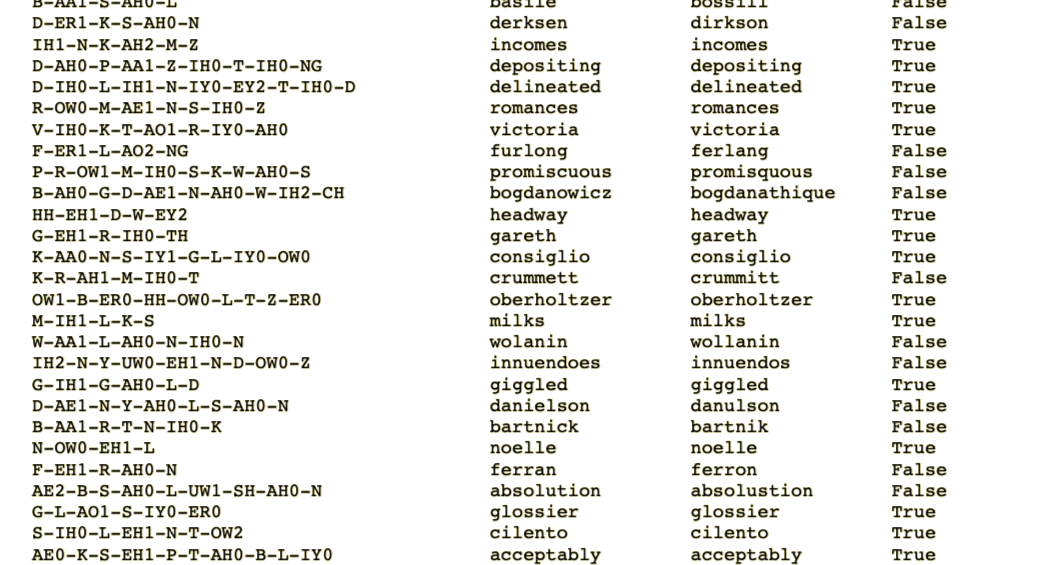 B-AA1-S-AH0-L basile bossill False
D-ER1-K-S-AH0-N derksen dirkson False
IH1-N-K-AH2-M-Z incomes incomes True
D-AH0-P-AA1-Z-IH0-T-IH0-NG depositing depositing True
D-IH0-L-IH1-N-IY0-EY2-T-IH0-D delineated delineated True
R-OW0-M-AE1-N-S-IH0-Z romances romances True
V-IH0-K-T-AO1-R-IY0-AH0 victoria victoria True
F-ER1-L-AO2-NG furlong ferlang False
P-R-OW1-M-IH0-S-K-W-AH0-S promiscuous promisquous False
B-AH0-G-D-AE1-N-AH0-W-IH2-CH bogdanowicz bogdanathique False
HH-EH1-D-W-EY2 headway headway True
G-EH1-R-IH0-TH gareth gareth True
K-AA0-N-S-IY1-G-L-IY0-OW0 consiglio consiglio True
K-R-AH1-M-IH0-T crummett crummitt False
OW1-B-ER0-HH-OW0-L-T-Z-ER0 oberholtzer oberholtzer True
M-IH1-L-K-S milks milks True
W-AA1-L-AH0-N-IH0-N wolanin wollanin False
IH2-N-Y-UW0-EH1-N-D-OW0-Z innuendoes innuendos False
G-IH1-G-AH0-L-D giggled giggled True
D-AE1-N-Y-AH0-L-S-AH0-N danielson danulson False
B-AA1-R-T-N-IH0-K bartnick bartnik False
N-OW0-EH1-L noelle noelle True
F-EH1-R-AH0-N ferran ferron False
AE2-B-S-AH0-L-UW1-SH-AH0-N absolution absolustion False
G-L-AO1-S-IY0-ER0 glossier glossier True
S-IH0-L-EH1-N-T-OW2 cilento cilento True
AE0-K-S-EH1-P-T-AH0-B-L-IY0 acceptably acceptably True